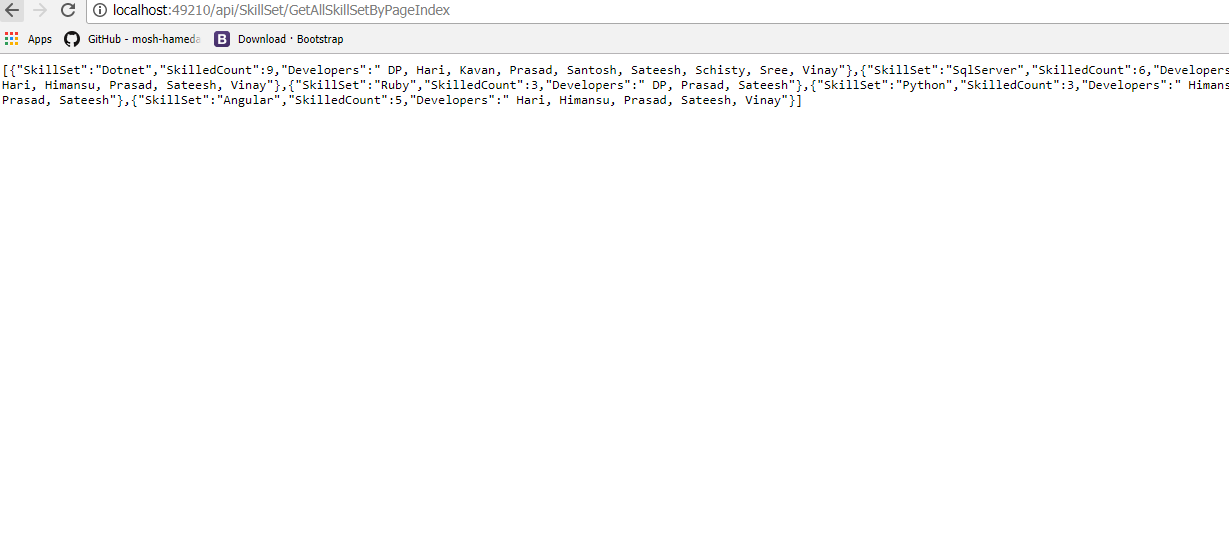 localhost:49210/api/SkillSet/GetAllSkillSetByPageIndex
Apps GitHub - mosh-hameda Download · Bootstrap
[{"SkillSet":"Dotnet","SkilledCount":9,"Developers":" DP, Hari, Kavan, Prasad, Santosh, Sateesh, Schisty, Sree, Vinay"},{"SkillSet":"SqlServer","SkilledCount":6,"Developers
Hari, Himansu, Prasad, Sateesh, Vinay"},{"SkillSet":"Ruby","SkilledCount":3,"Developers":" DP, Prasad, Sateesh"},{"SkillSet":"Python","SkilledCount":3,"Developers":" Himans
Prasad, Sateesh"},{"SkillSet":"Angular","SkilledCount":5,"Developers":" Hari, Himansu, Prasad, Sateesh, Vinay"}]